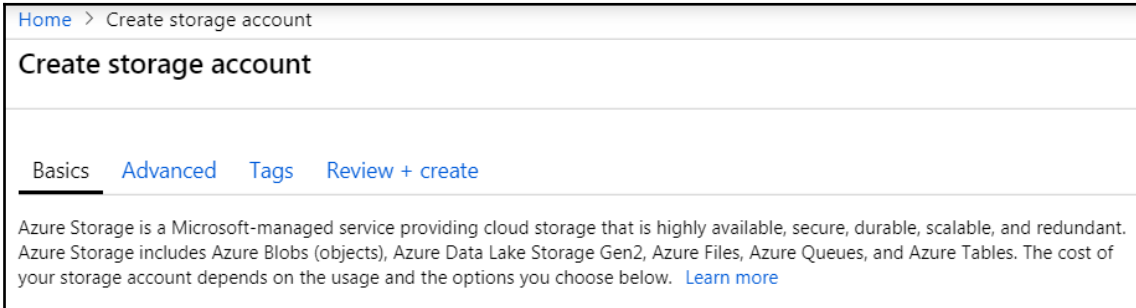 Home > Create storage account
Create storage account
Basics Advanced Tags Review + create
Azure Storage is a Microsoft-managed service providing cloud storage that is highly available, secure, durable, scalable, and redundant.
Azure Storage includes Azure Blobs (objects), Azure Data Lake Storage Gen2, Azure Files, Azure Queues, and Azure Tables. The cost of
your storage account depends on the usage and the options you choose below. Learn more